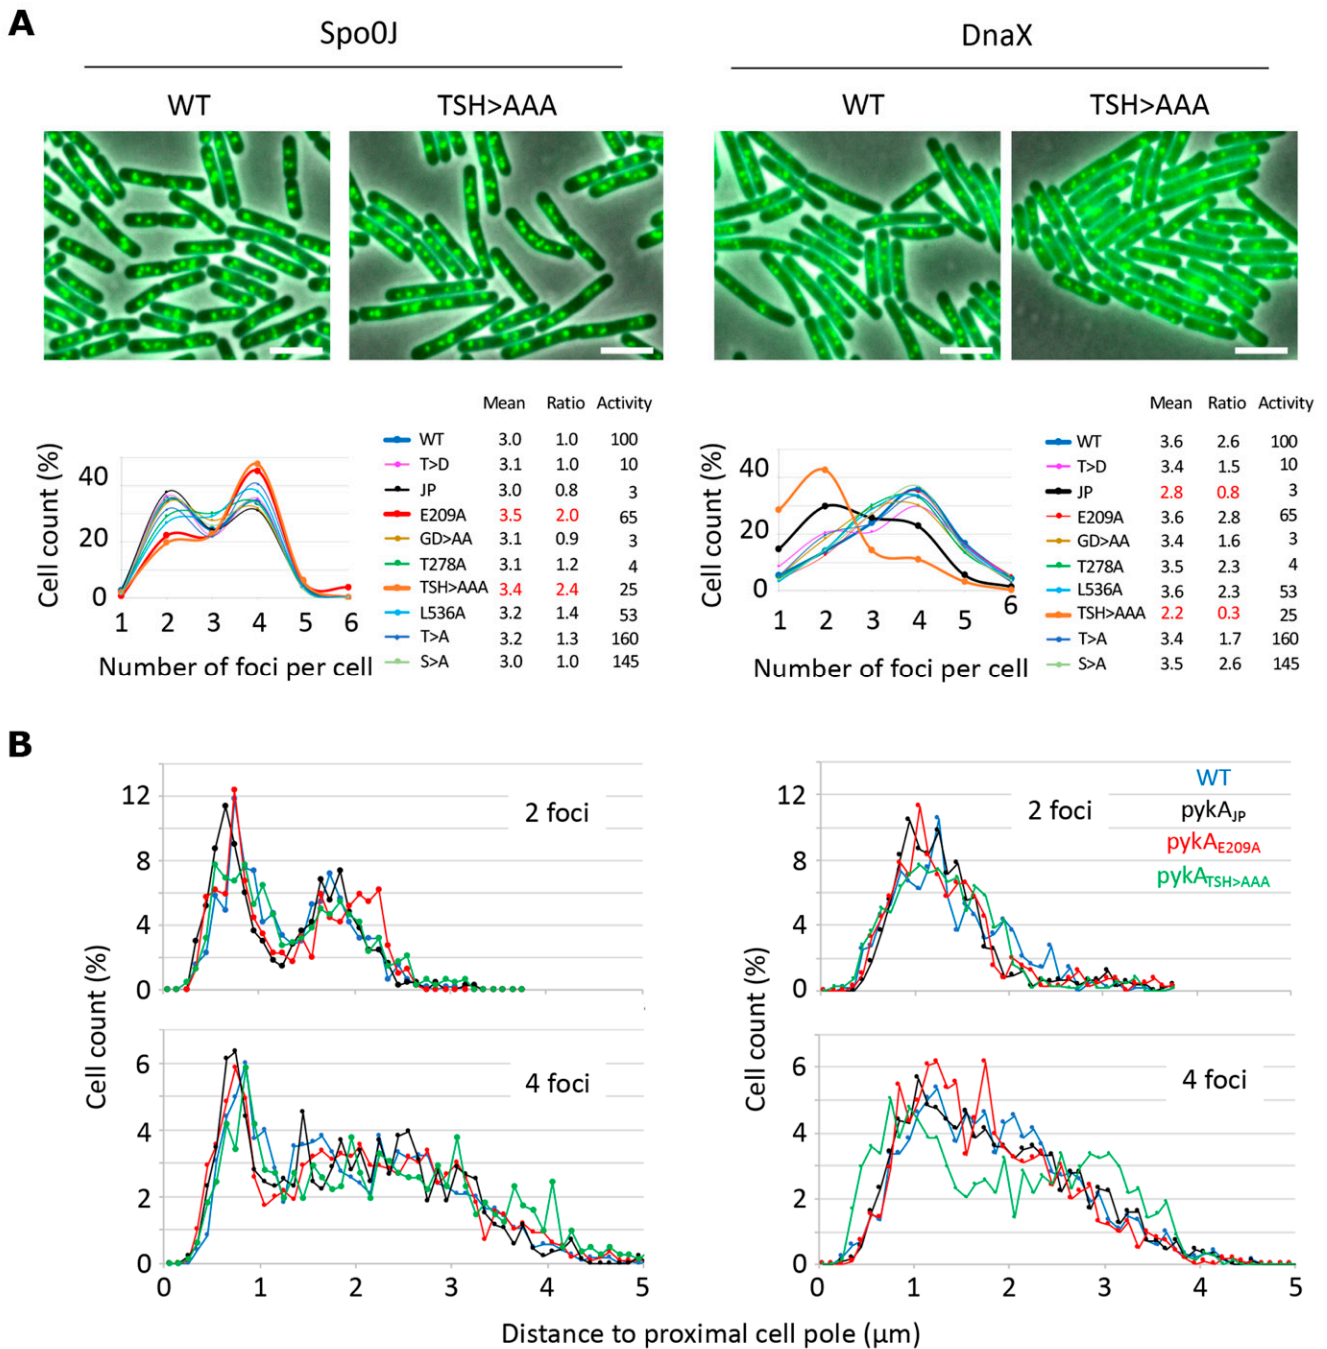 A
Spo0J
DnaX
WT
TSH>AAA
WT
TSH>AAA
Mean Ratio Activity
WT 3.0 1.0 100
T>D 3.1 1.0 10
JP 3.0 0.8 3
E209A 3.5 2.0 65
GD>AA 3.1 0.9 3
T278A 3.1 1.2 4
TSH>AAA 3.4 2.4 25
L536A 3.2 1.4 53
T>A 3.2 1.3 160
S>A 3.0 1.0 145
Cell count (%)
40
20
0
1 2 3 4 5 6
Number of foci per cell
Mean Ratio Activity
WT 3.6 2.6 100
T>D 3.4 1.5 10
JP 2.8 0.8 3
E209A 3.6 2.8 65
GD>AA 3.4 1.6 3
T278A 3.5 2.3 4
L536A 3.6 2.3 53
TSH>AAA 2.2 0.3 25
T>A 3.4 1.7 160
S>A 3.5 2.6 145
Cell count (%)
40
20
0
1 2 3 4 5 6
Number of foci per cell
B
2 foci
12
8
4
0
4 foci
6
4
2
0
Cell count (%)
0 1 2 3 4 5
2 foci
WT
pykAJP
pykAE209A
pykATSH>AAA
12
8
4
0
4 foci
6
4
2
0
Cell count (%)
0 1 2 3 4 5
Distance to proximal cell pole (μm)